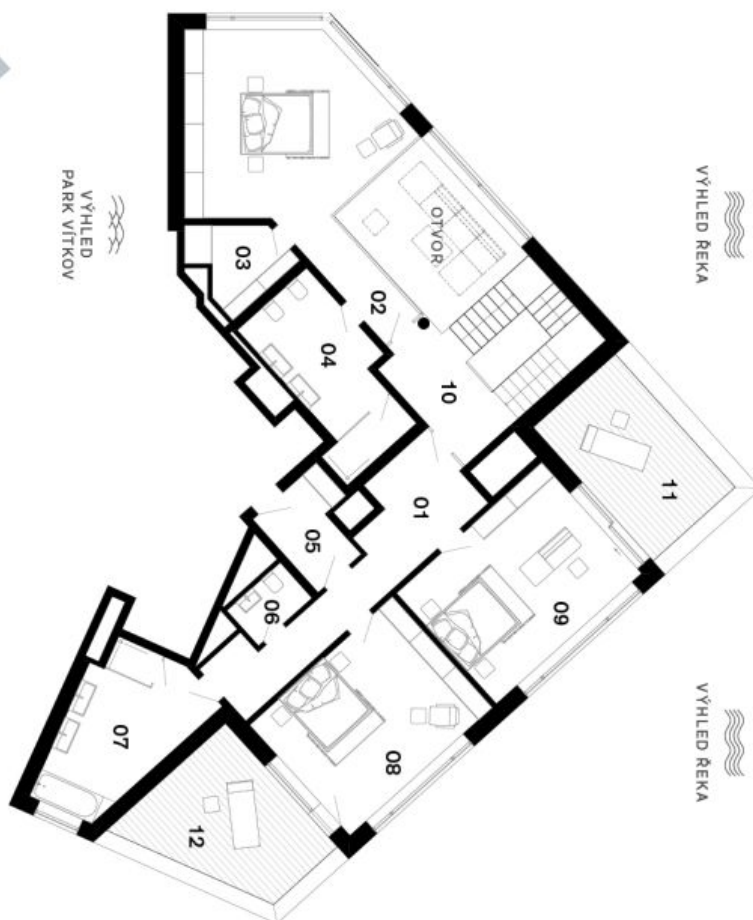 VÝHLED ŘEKA
VÝHLED
PARK VÍTKOV
OTVOR
03
02
04
10
11
01
05
09
06
VÝHLED ŘEKA
07
08
12